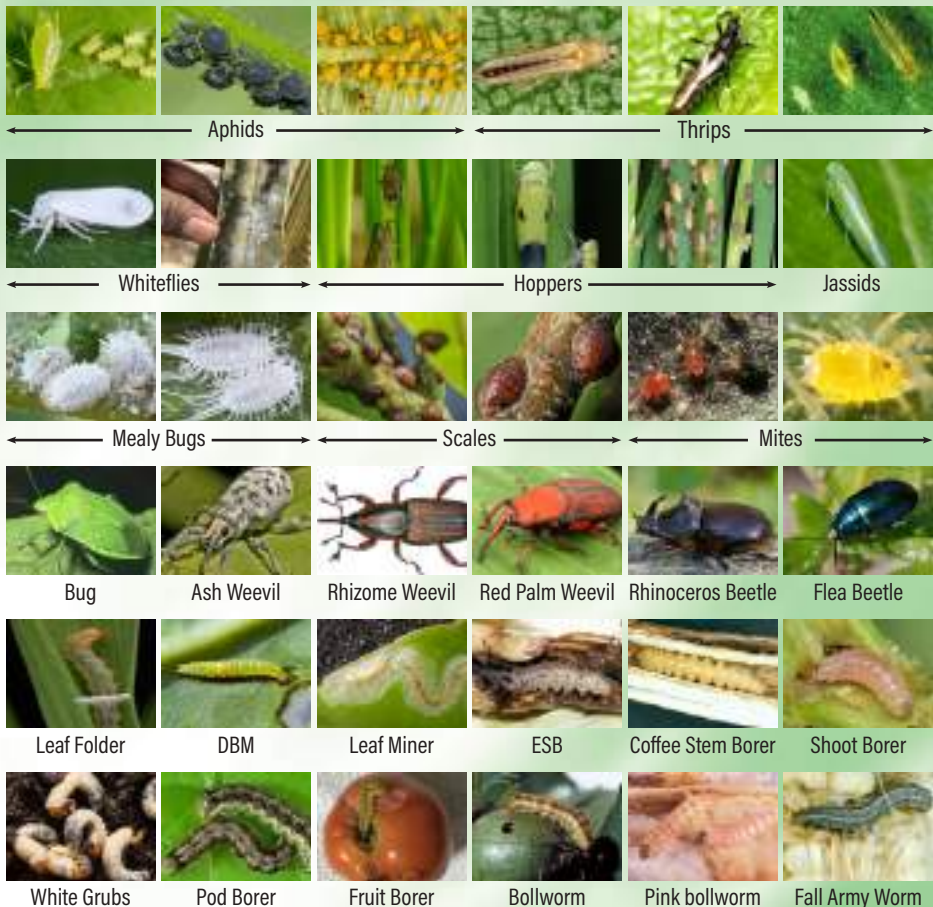 Aphids Thrips
Whiteflies Hoppers Jassids
Mealy Bugs Scales Mites
Bug Ash Weevil Rhizome Weevil Red Palm Weevil Rhinoceros Beetle Flea Beetle
Leaf Folder DBM Leaf Miner ESB Coffee Stem Borer Shoot Borer
White Grubs Pod Borer Fruit Borer Bollworm Pink bollworm Fall Army Worm